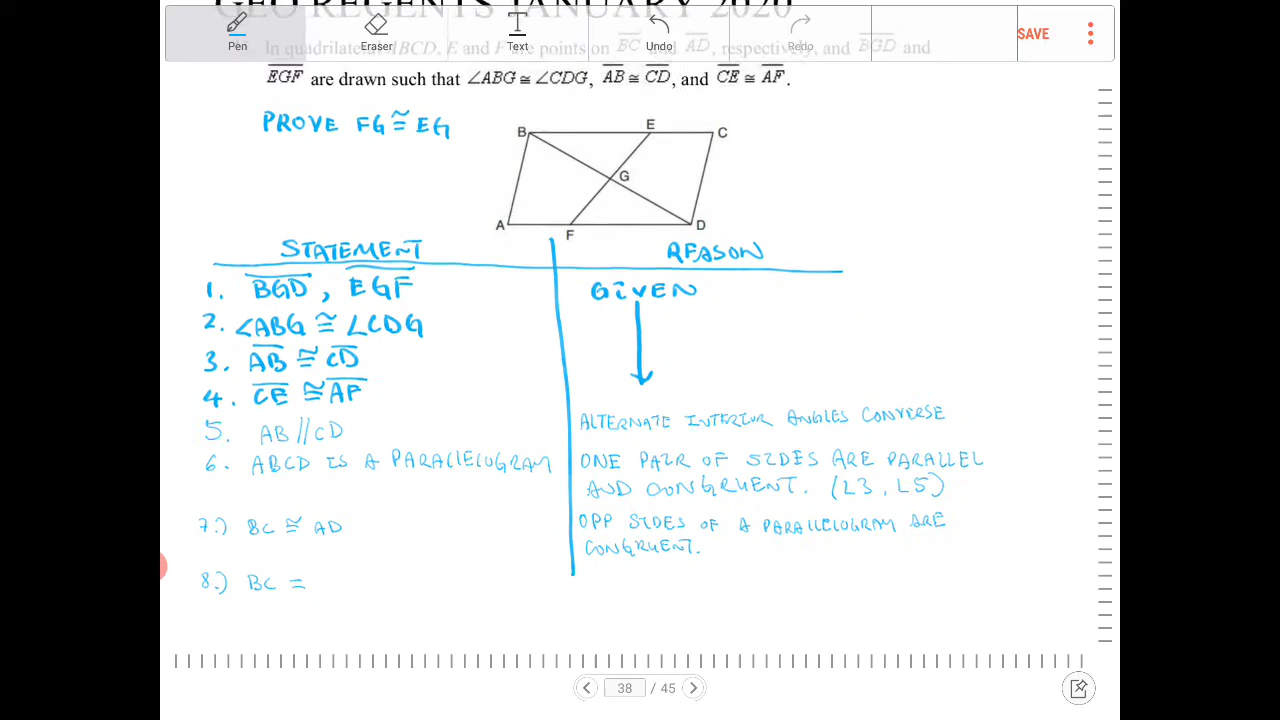 GEO REGENTS JANUARY 2020
Pen Eraser Text Undo Redo SAVE
In quadrilateral ABCD, E and F are points on BC and AD, respectively, and BGD and
EGF are drawn such that ∠ABG ≅ ∠CDG, AB ≅ CD, and CE ≅ AF.
PROVE FG ≅ EG
B E C
G
A F D
STATEMENT REASON
1. BGD, EGF GIVEN
2. ∠ABG ≅ ∠CDG
3. AB ≅ CD
4. CE ≅ AF
5. AB // CD ALTERNATE INTERIOR ANGLES CONVERSE
6. ABCD IS A PARALLELOGRAM ONE PAIR OF SIDES ARE PARALLEL
AND CONGRUENT. (L3, L5)
7.) BC ≅ AD OPP SIDES OF A PARALLELOGRAM ARE
CONGRUENT.
8.) BC =
38 / 45